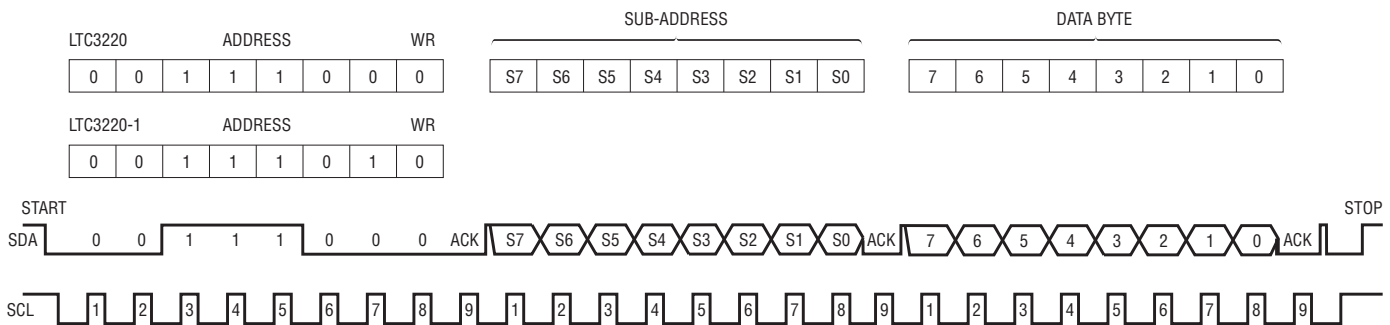 SUB-ADDRESS DATA BYTE
LTC3220 ADDRESS WR
0 0 1 1 1 0 0 0 S7 S6 S5 S4 S3 S2 S1 S0 7 6 5 4 3 2 1 0
LTC3220-1 ADDRESS WR
0 0 1 1 1 0 1 0
START STOP
SDA 0 0 1 1 1 0 0 0 ACK S7 S6 S5 S4 S3 S2 S1 S0 ACK 7 6 5 4 3 2 1 0 ACK
SCL 1 2 3 4 5 6 7 8 9 1 2 3 4 5 6 7 8 9 1 2 3 4 5 6 7 8 9